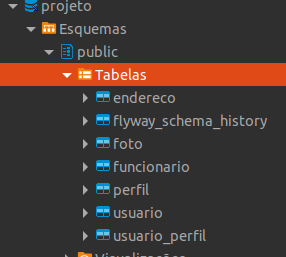 projeto
Esquemas
public
Tabelas
endereco
flyway_schema_history
foto
funcionario
perfil
usuario
usuario_perfil